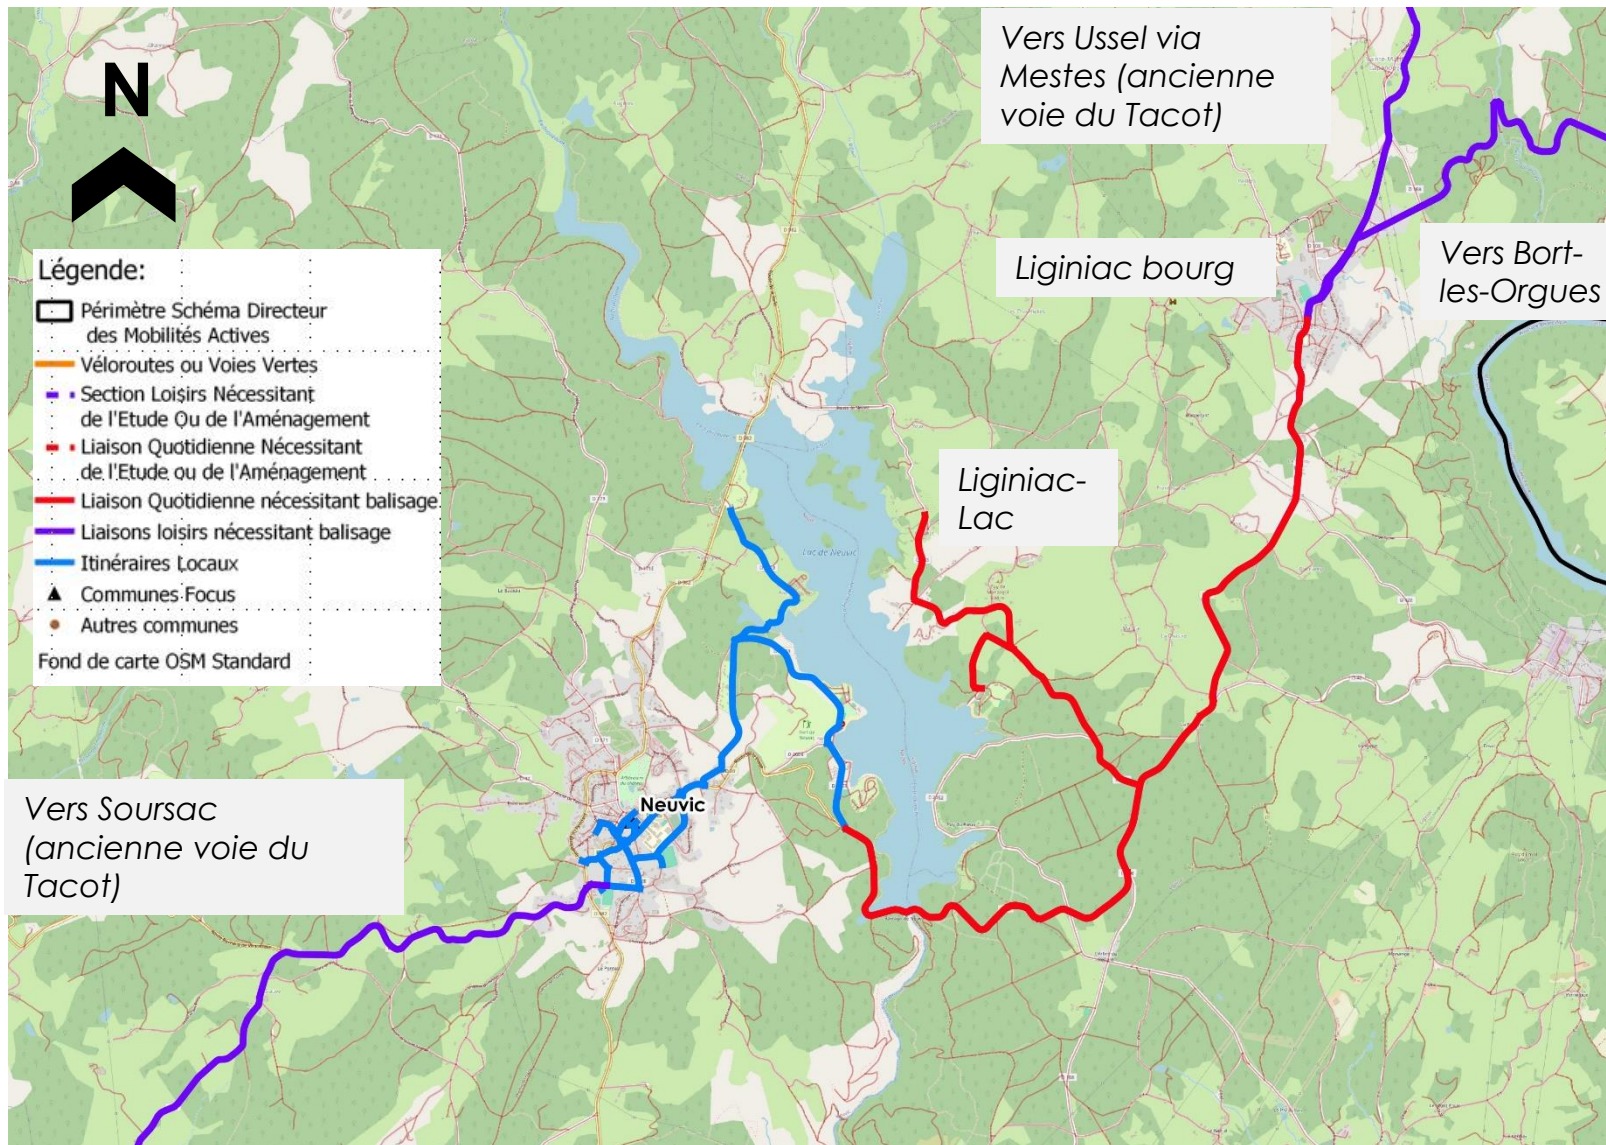 Vers Ussel via
Mestes (ancienne
voie du Tacot)
N
Liginiac bourg
Vers Bort-
les-Orgues
Légende:
Périmètre Schéma Directeur
des Mobilités Actives
Véloroutes ou Voies Vertes
Section Loisirs Nécessitant
de l'Etude Ou de l'Aménagement
Liaison Quotidienne Nécessitant
de l'Etude ou de l'Aménagement
Liaison Quotidienne nécessitant balisage
Liaisons loisirs nécessitant balisage
Itinéraires Locaux
Communes Focus
Autres communes
Fond de carte OSM Standard
Liginiac-
Lac
Lac de Neuvic
Neuvic
Vers Soursac
(ancienne voie du
Tacot)